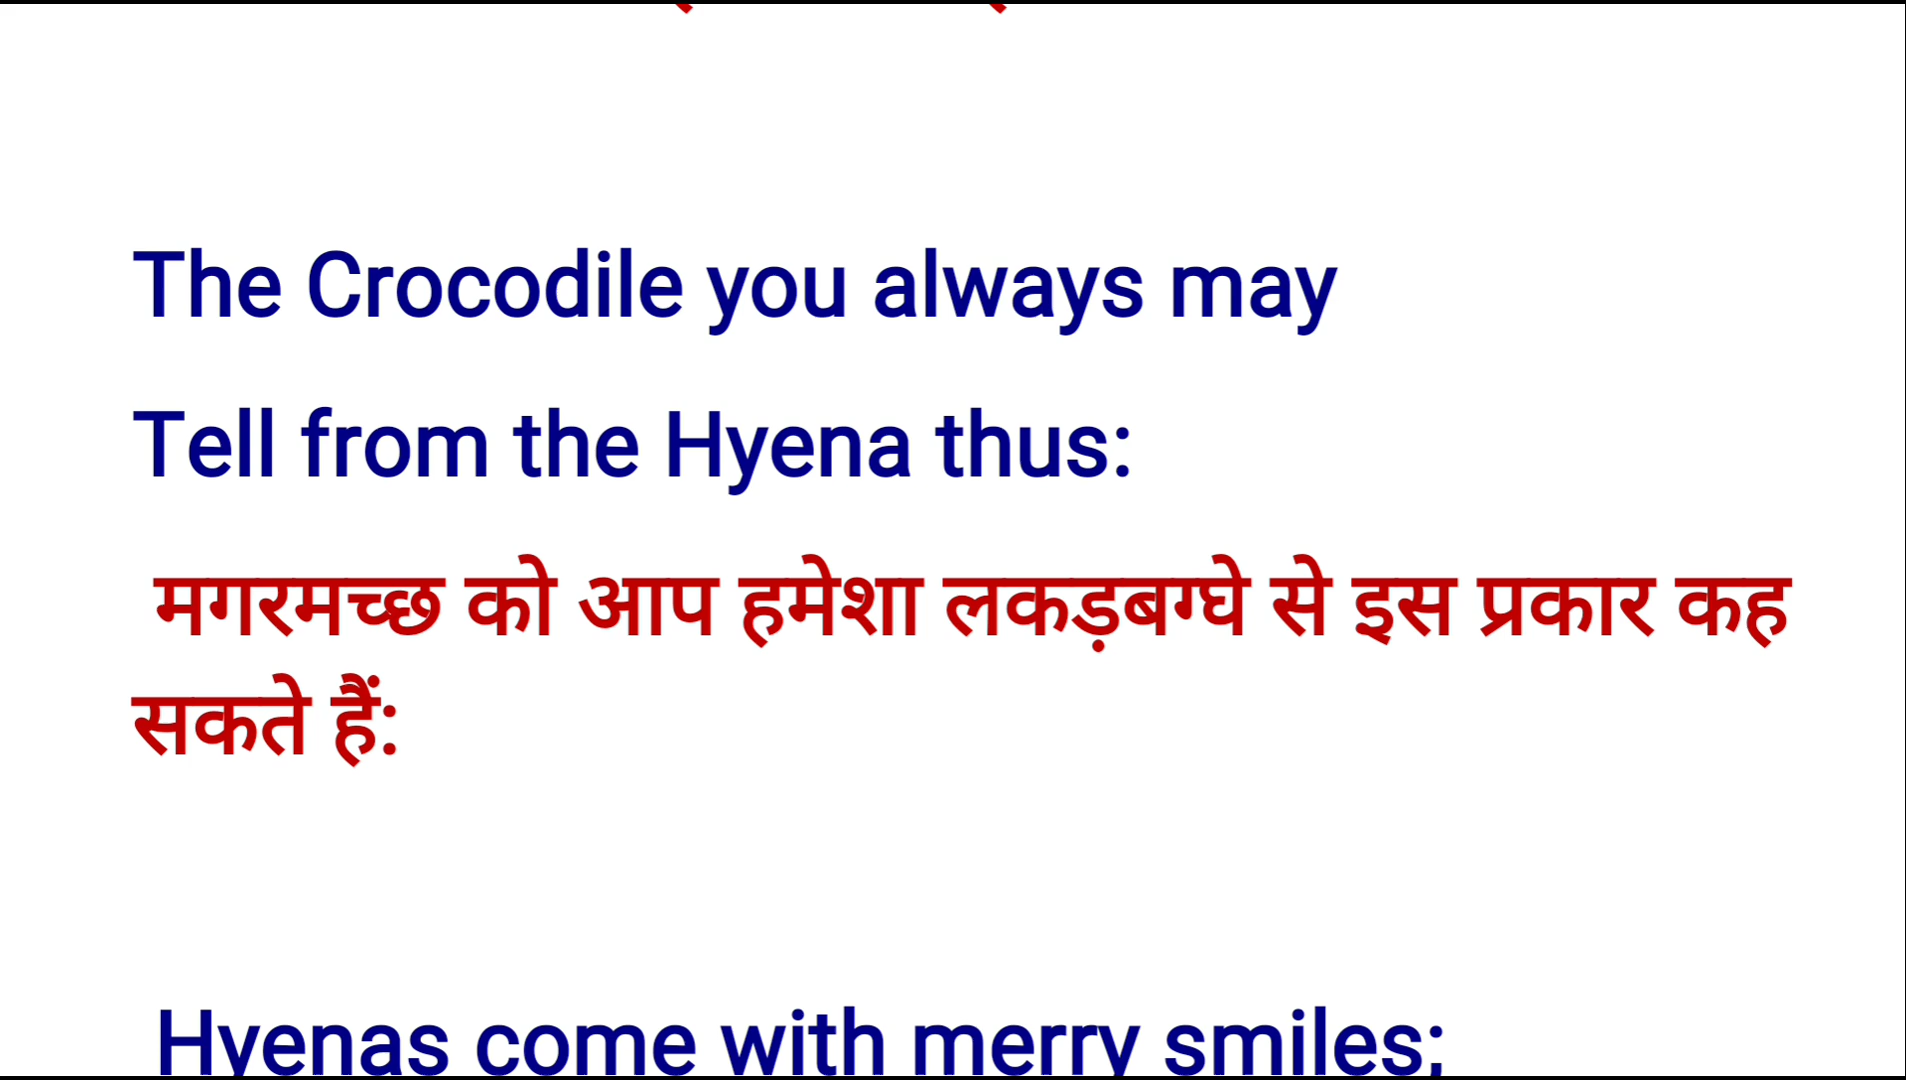 The Crocodile you always may
Tell from the Hyena thus:
मगरमच्छ को आप हमेशा लकड़बग्घे से इस प्रकार कह
सकते हैं:
Hyenas come with merry smiles;